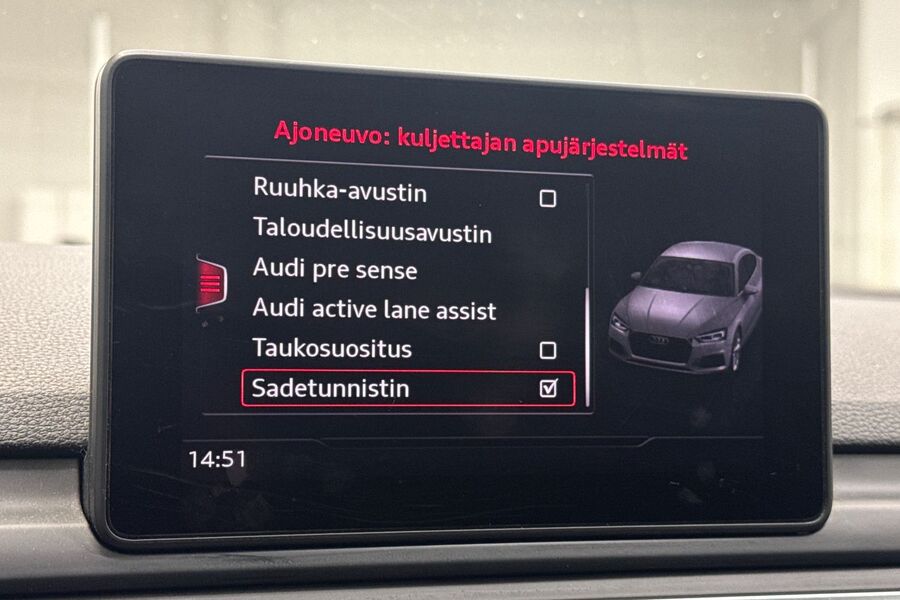 Ajoneuvo: kuljettajan apujärjestelmät
Ruuhka-avustin
Taloudellisuusavustin
Audi pre sense
Audi active lane assist
Taukosuositus
Sadetunnistin
14:51